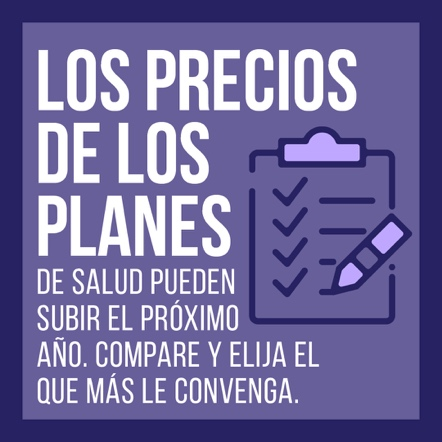 LOS PRECIOS
DE LOS
PLANES
DE SALUD PUEDEN
SUBIR EL PRÓXIMO
AÑO. COMPARE Y ELIJA EL
QUE MÁS LE CONVENGA.